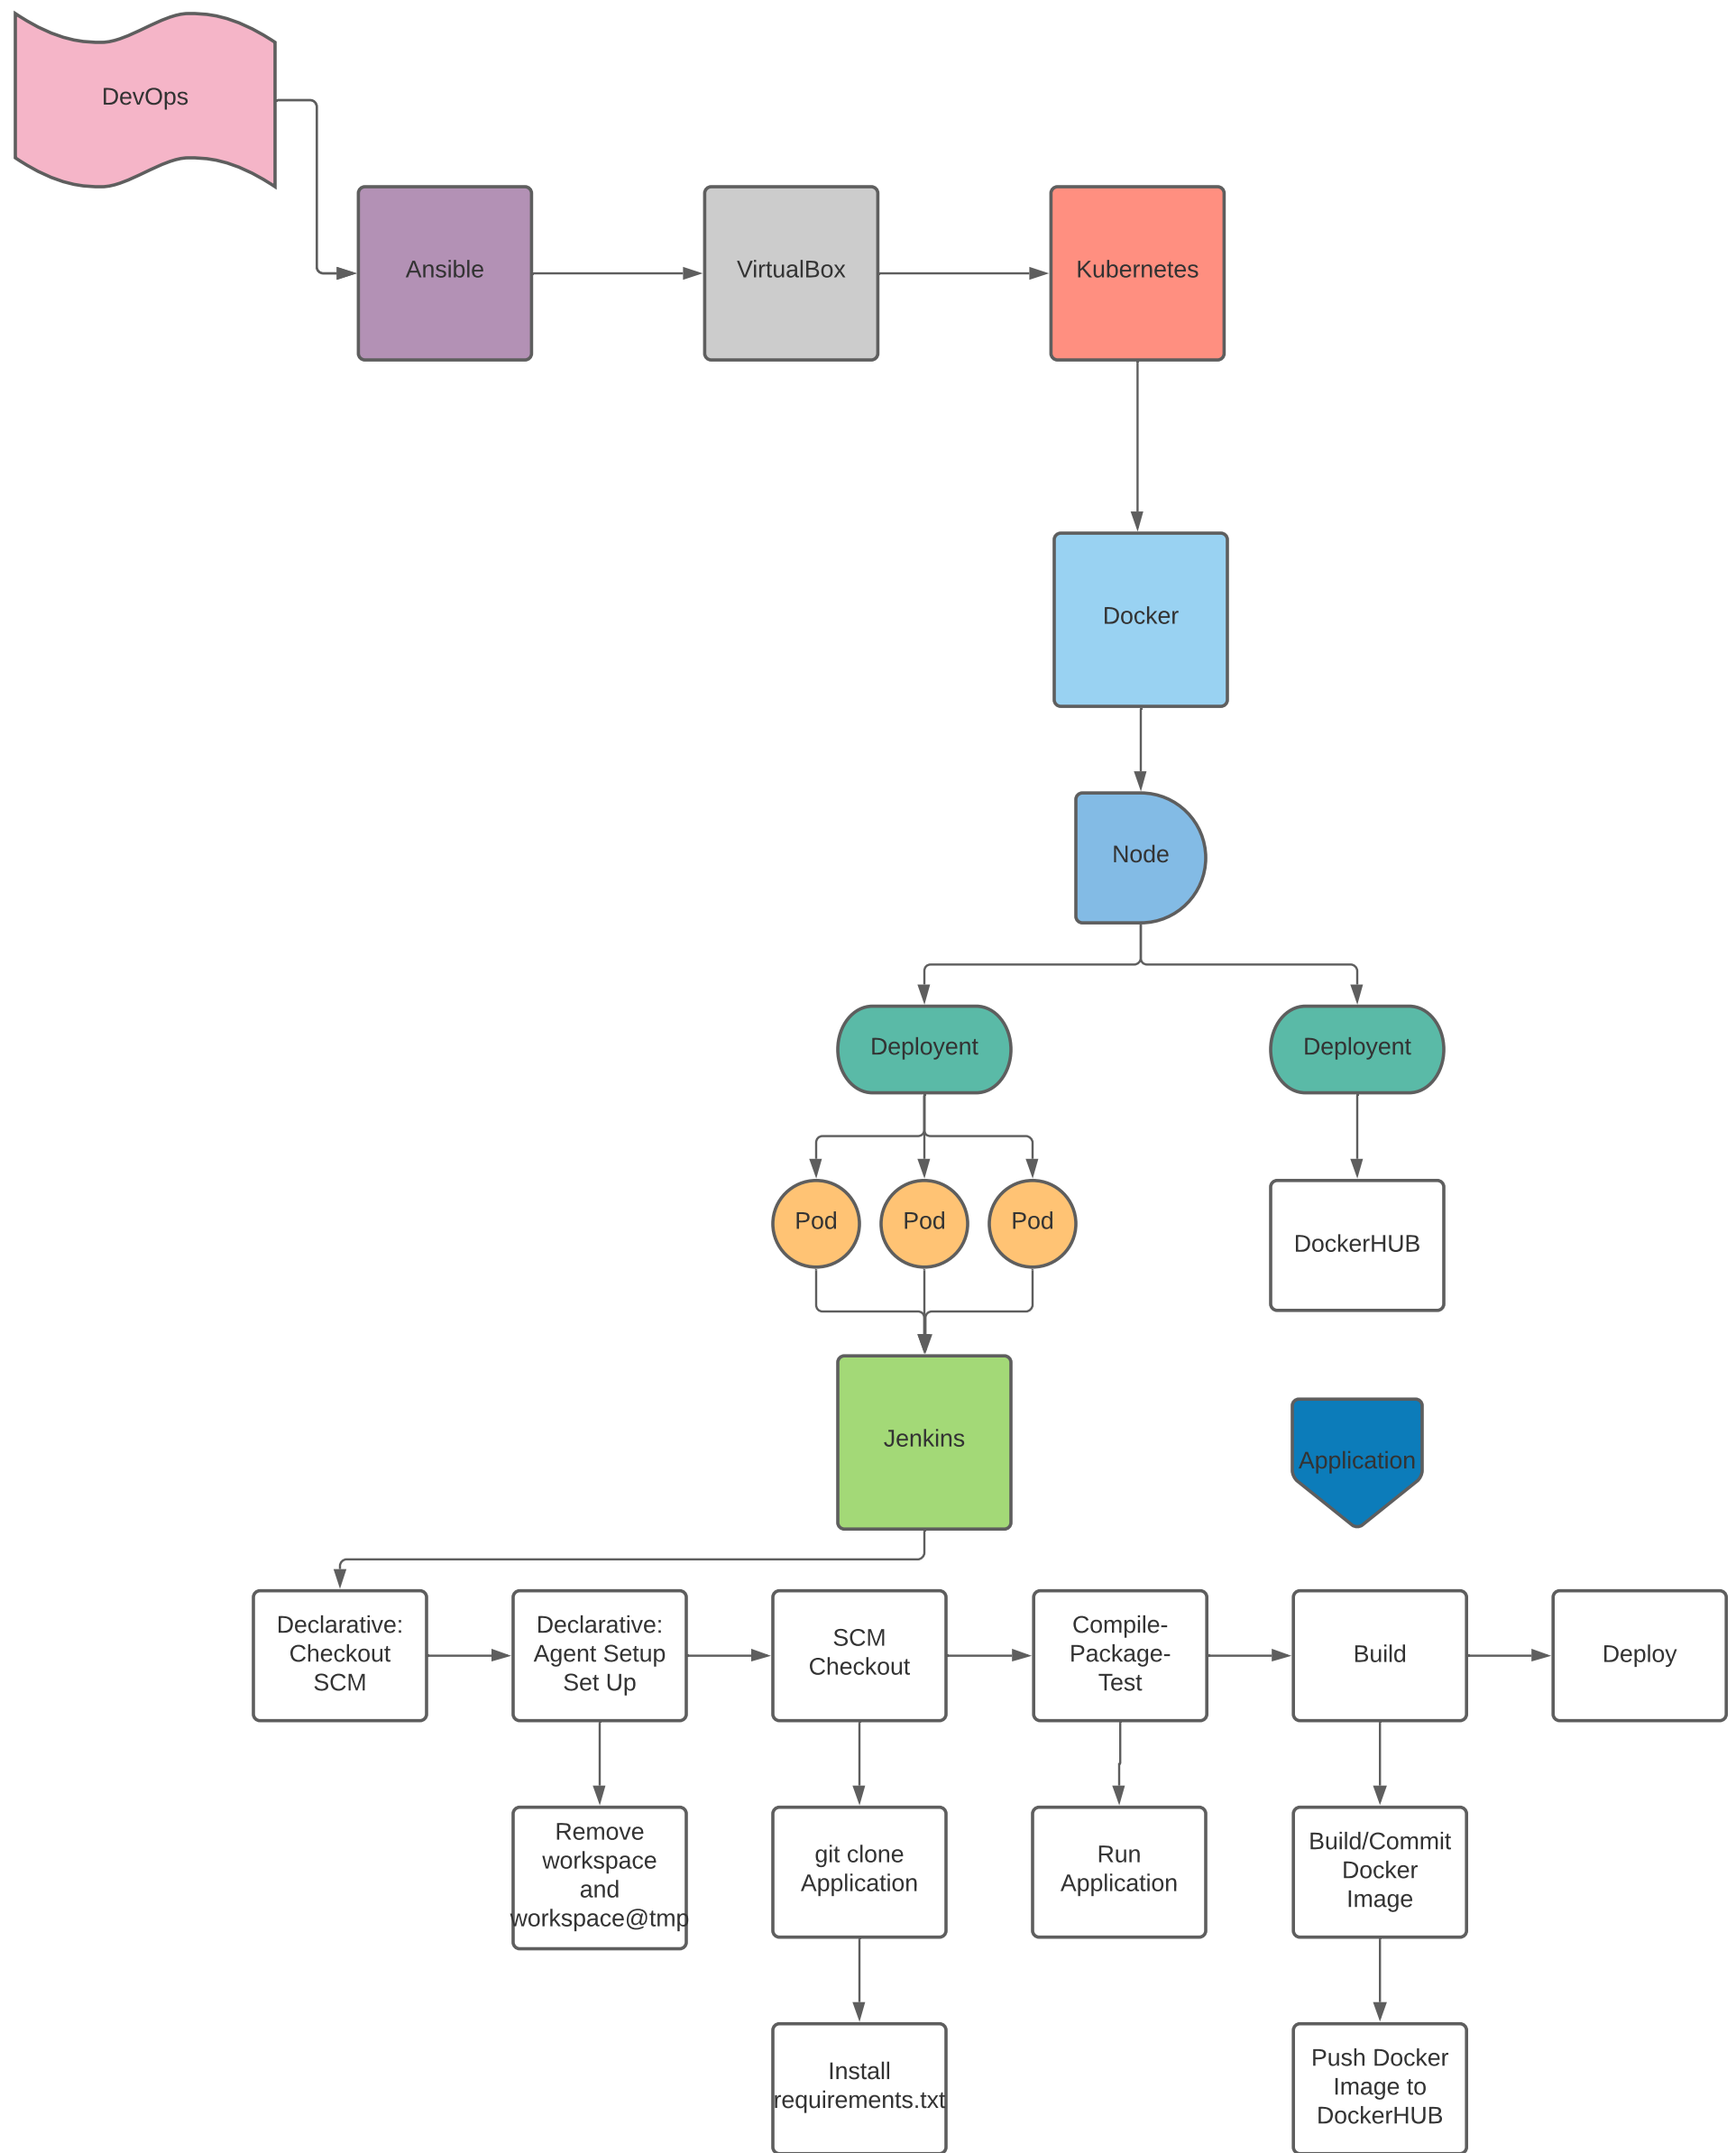 DevOps
Ansible
VirtualBox
Kubernetes
Docker
Node
Deployent
Deployent
Pod
Pod
Pod
DockerHUB
Jenkins
Application
Declarative:
Checkout
SCM
Declarative:
Agent Setup
Set Up
SCM
Checkout
Compile-
Package-
Test
Build
Deploy
Remove
workspace
and
workspace@tmp
git clone
Application
Run
Application
Build/Commit
Docker
Image
Install
requirements.txt
Push Docker
Image to
DockerHUB